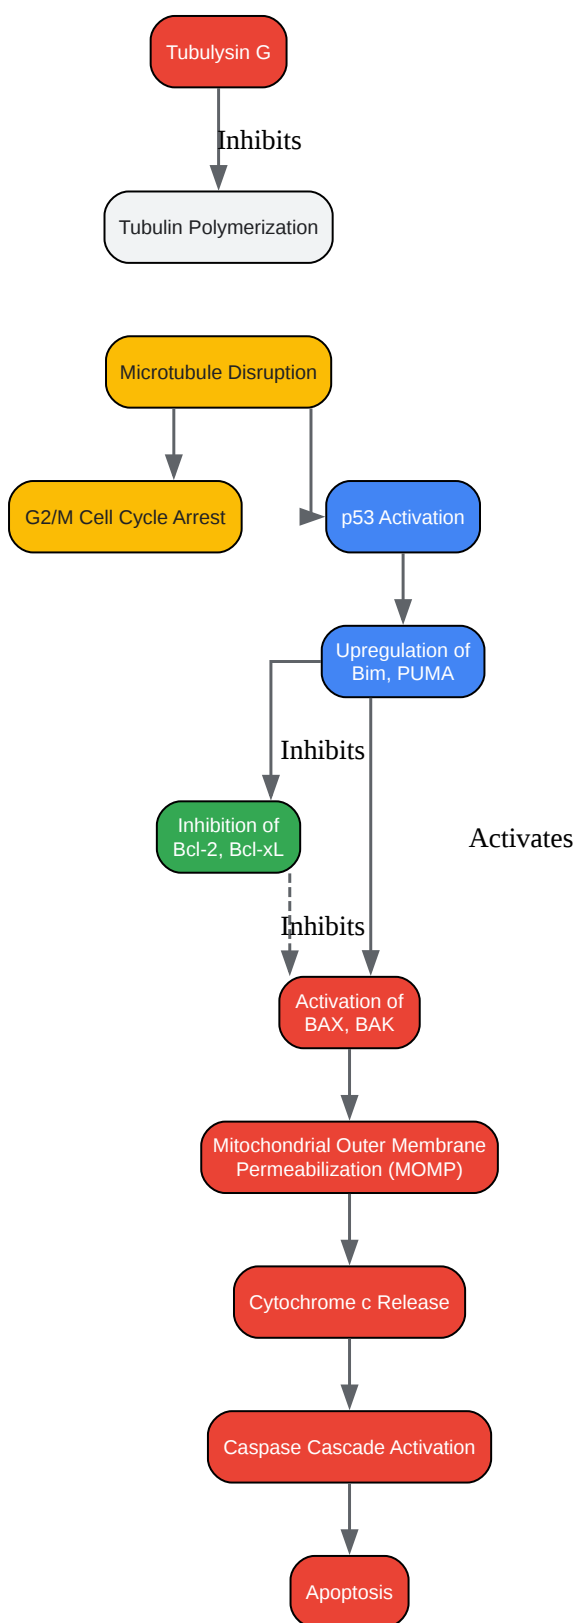 Tubulysin G
Inhibits
Tubulin Polymerization
Microtubule Disruption
G2/M Cell Cycle Arrest
p53 Activation
Upregulation of
Bim, PUMA
Inhibits
Inhibition of
Bcl-2, Bcl-xL
Activates
Inhibits
Activation of
BAX, BAK
Mitochondrial Outer Membrane
Permeabilization (MOMP)
Cytochrome c Release
Caspase Cascade Activation
Apoptosis